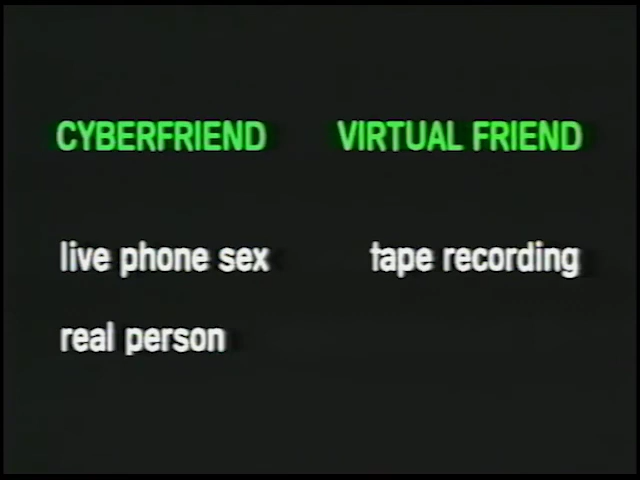 CYBERFRIEND VIRTUAL FRIEND
live phone sex tape recording
real person